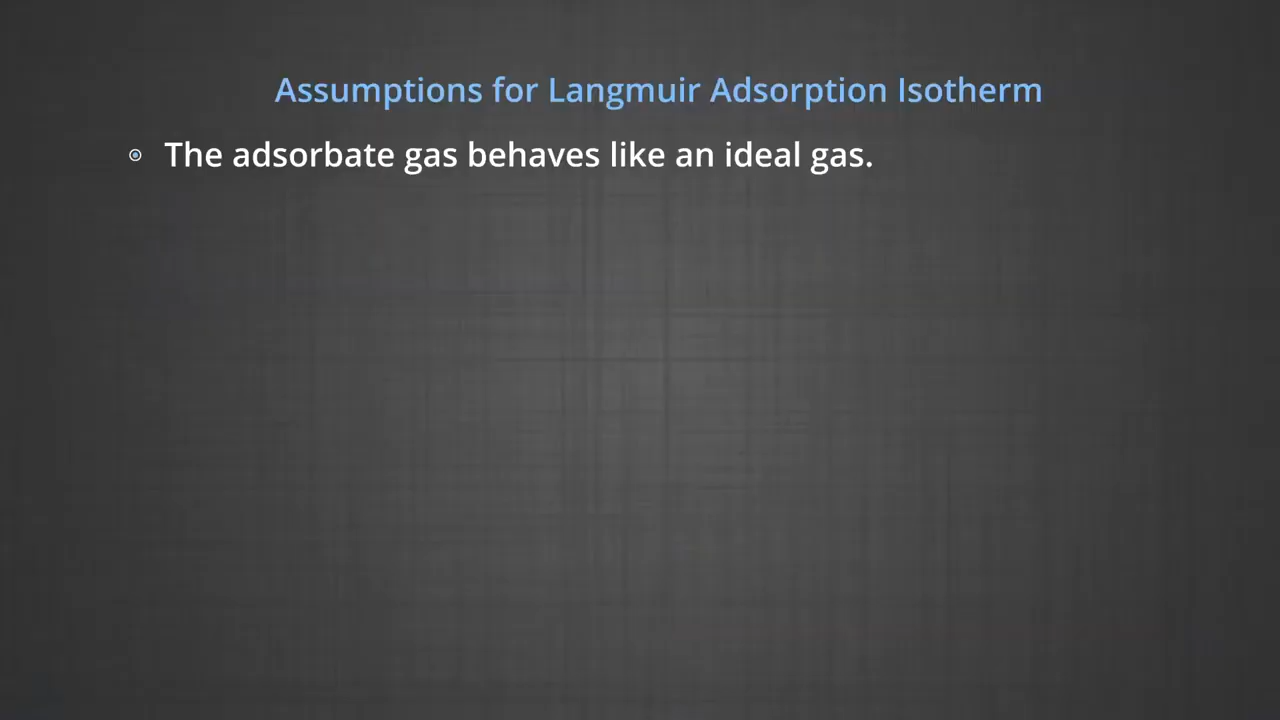 Assumptions for Langmuir Adsorption Isotherm
The adsorbate gas behaves like an ideal gas.